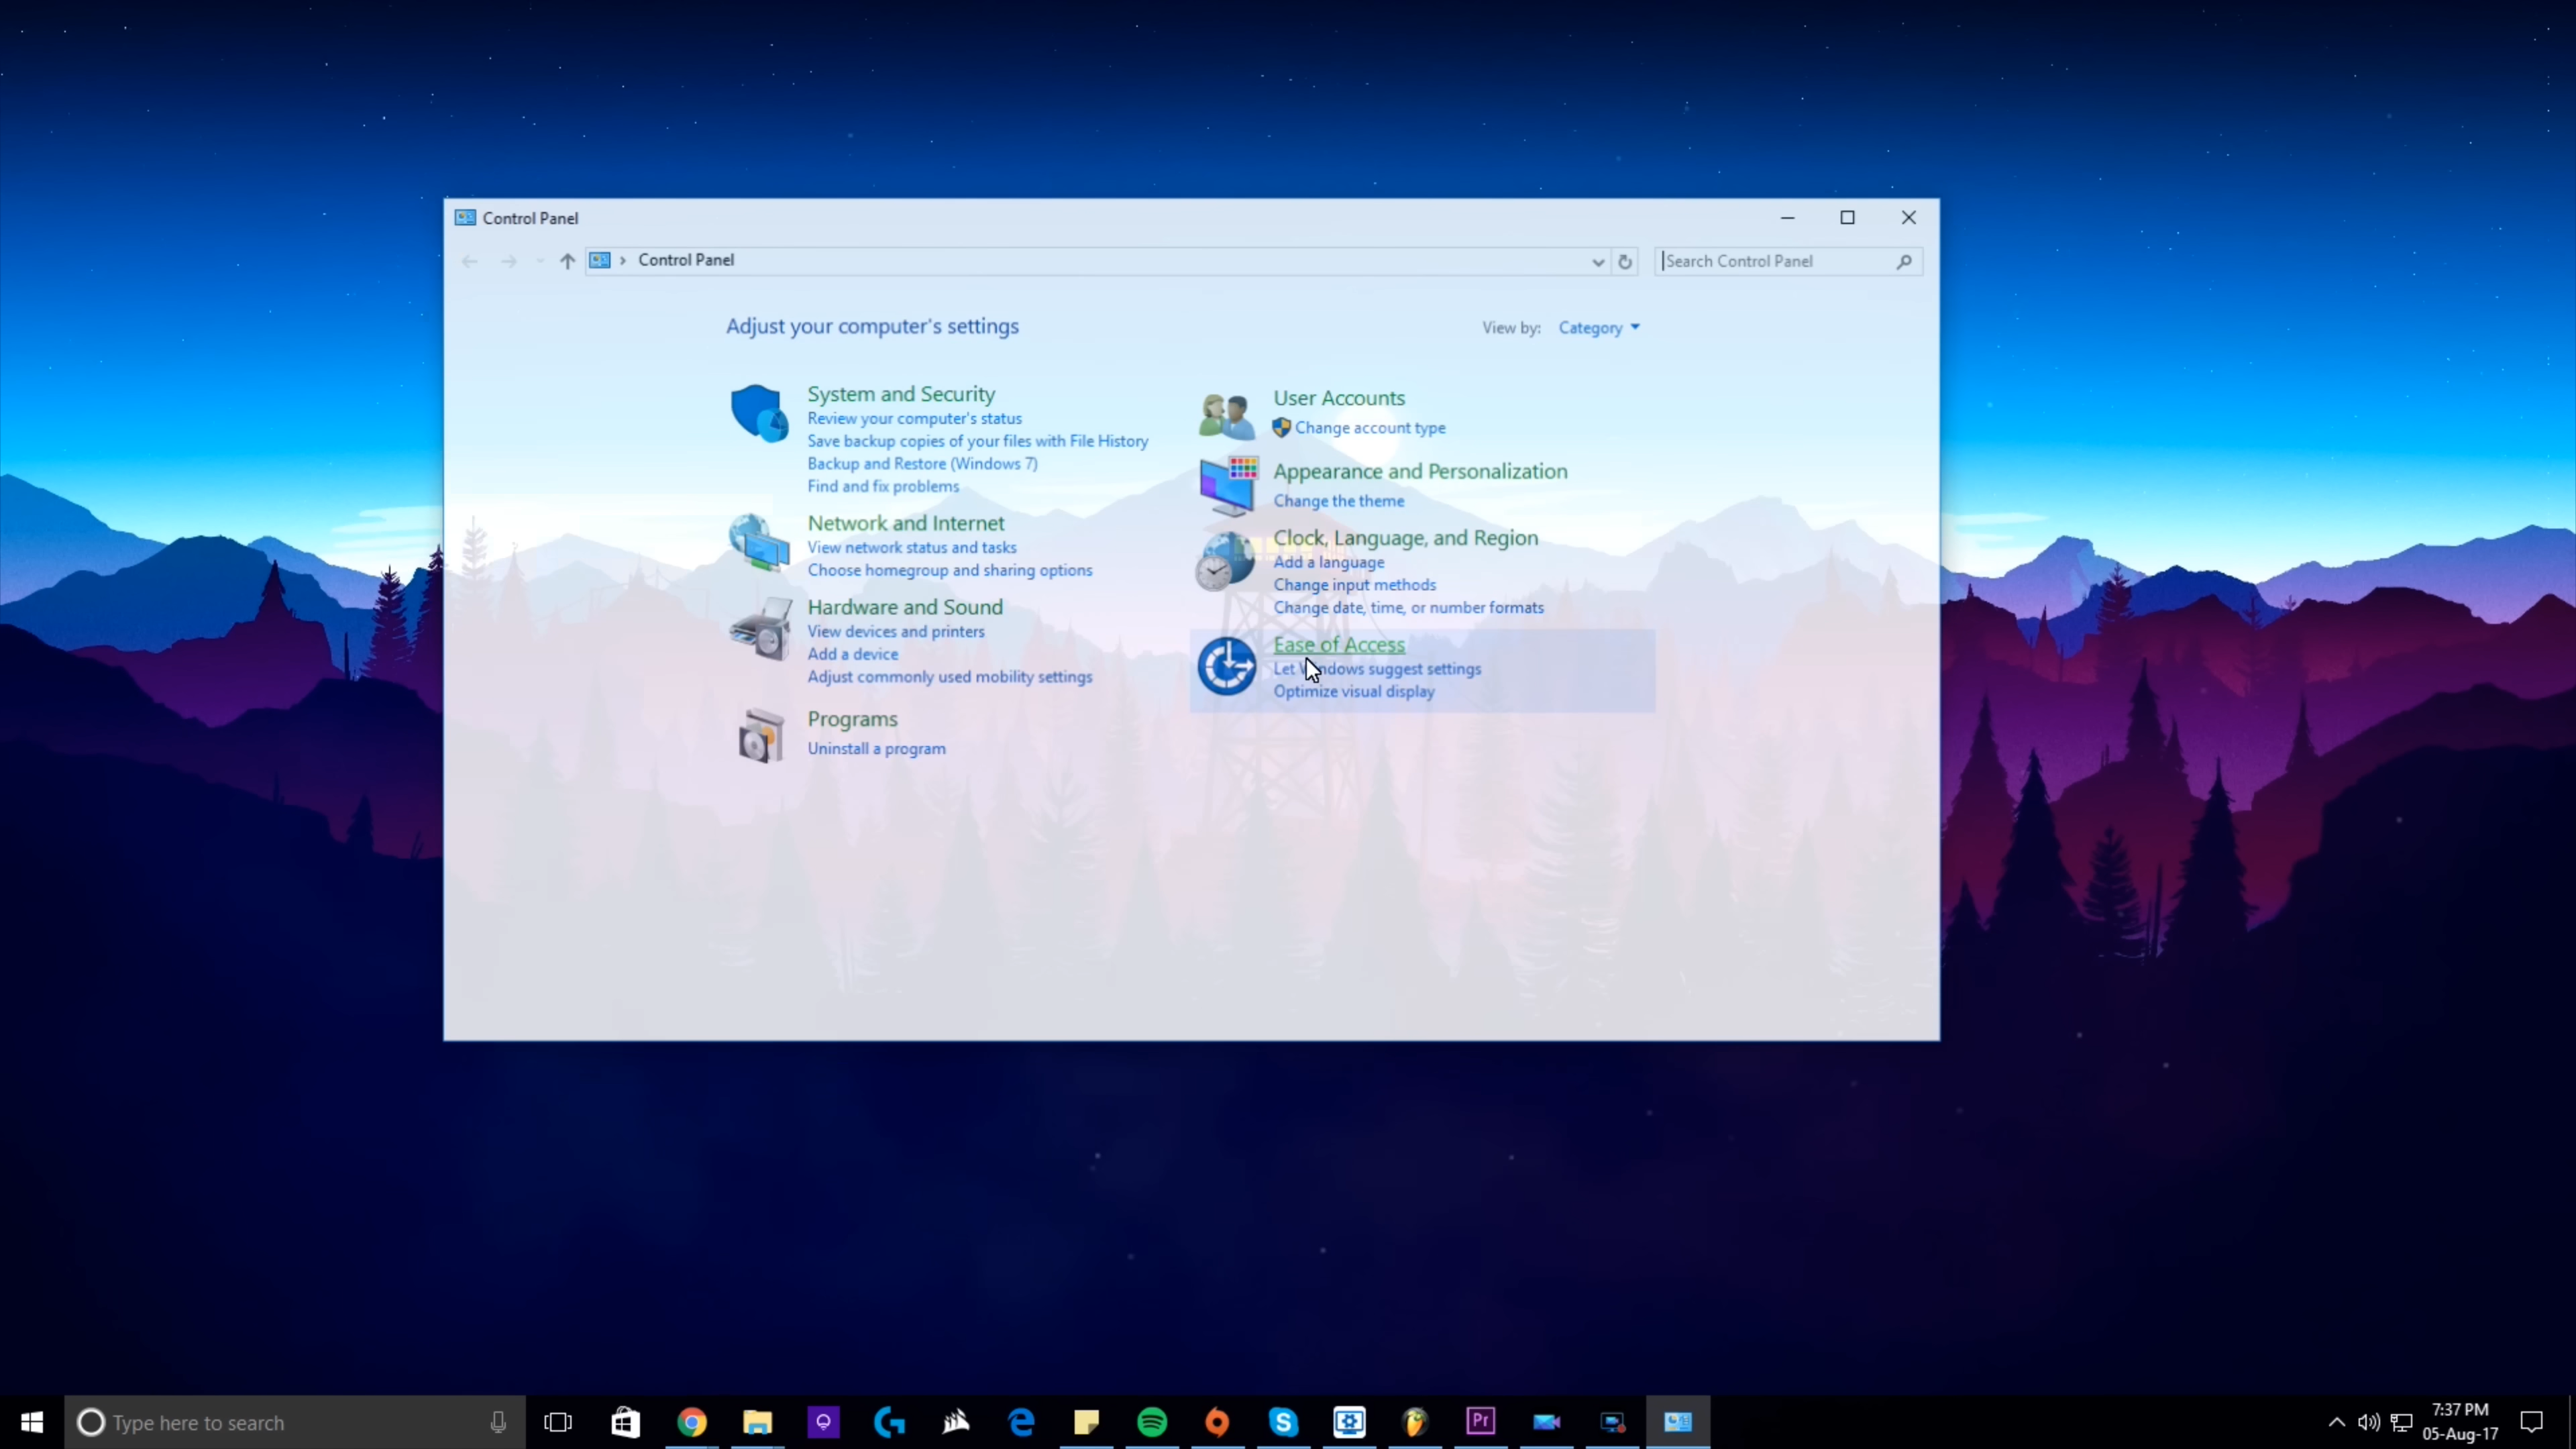 Control Panel
Control Panel
Search Control Panel
Adjust your computer's settings
View by: Category
System and Security
Review your computer's status
Save backup copies of your files with File History
Backup and Restore (Windows 7)
Find and fix problems
Network and Internet
View network status and tasks
Choose homegroup and sharing options
Hardware and Sound
View devices and printers
Add a device
Adjust commonly used mobility settings
Programs
Uninstall a program
User Accounts
Change account type
Appearance and Personalization
Change the theme
Clock, Language, and Region
Add a language
Change input methods
Change date, time, or number formats
Ease of Access
Let Windows suggest settings
Optimize visual display
Type here to search
Pr
7:37 PM
05-Aug-17